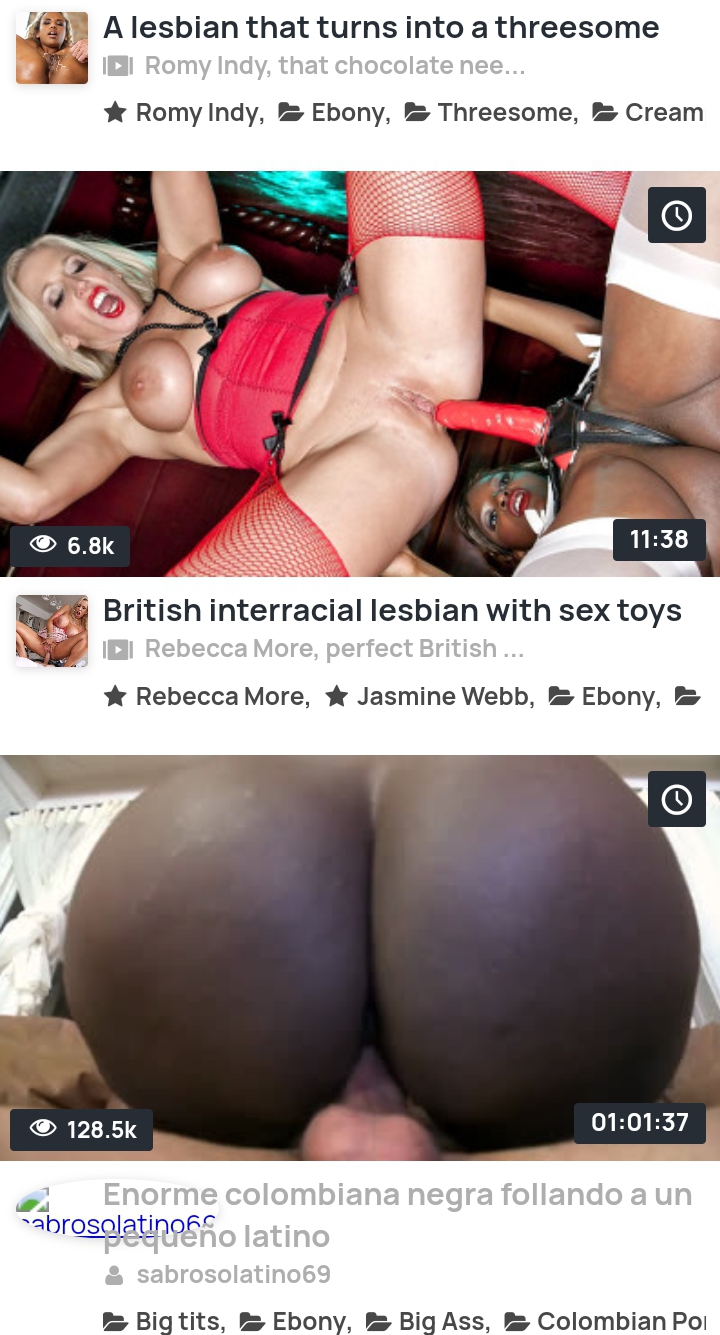 A lesbian that turns into a threesome
Romy Indy, that chocolate nee...
Romy Indy, Ebony, Threesome, Cream
6.8k
11:38
British interracial lesbian with sex toys
Rebecca More, perfect British ...
Rebecca More, Jasmine Webb, Ebony,
128.5k
01:01:37
Enorme colombiana negra follando a un
sabrosolatino69
pequeño latino
sabrosolatino69
Big tits, Ebony, Big Ass, Colombian Por